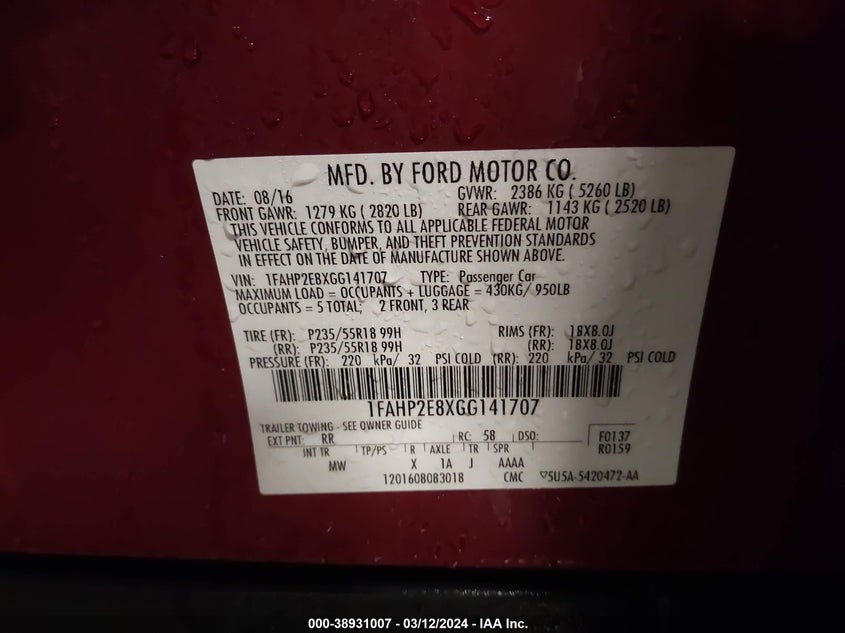 MFD. BY FORD MOTOR CO.
DATE: 08/16 GVWR: 2386 KG ( 5260 LB)
FRONT GAWR: 1279 KG ( 2820 LB) REAR GAWR: 1143 KG ( 2520 LB)
THIS VEHICLE CONFORMS TO ALL APPLICABLE FEDERAL MOTOR
VEHICLE SAFETY, BUMPER, AND THEFT PREVENTION STANDARDS
IN EFFECT ON THE DATE OF MANUFACTURE SHOWN ABOVE.
VIN: 1FAHP2E8XGG141707 TYPE: Passenger Car
MAXIMUM LOAD = OCCUPANTS + LUGGAGE = 430KG/ 950LB
OCCUPANTS = 5 TOTAL; 2 FRONT, 3 REAR
TIRE (FR): P235/55R18 99H RIMS (FR): 18X8.0J
(RR): P235/55R18 99H (RR): 18X8.0J
PRESSURE (FR): 220 kPa/ 32 PSI COLD (RR): 220 kPa/ 32 PSI COLD
1FAHP2E8XGG141707
TRAILER TOWING - SEE OWNER GUIDE
EXT PNT: RR RC: 58 DSO: F0137
INT TR TP/PS R AXLE TR SPR R0159
MW X 1A J AAAA
1201608083018 CMC ▽5U5A-5420472-AA
000-38931007 - 03/12/2024 - IAA Inc.